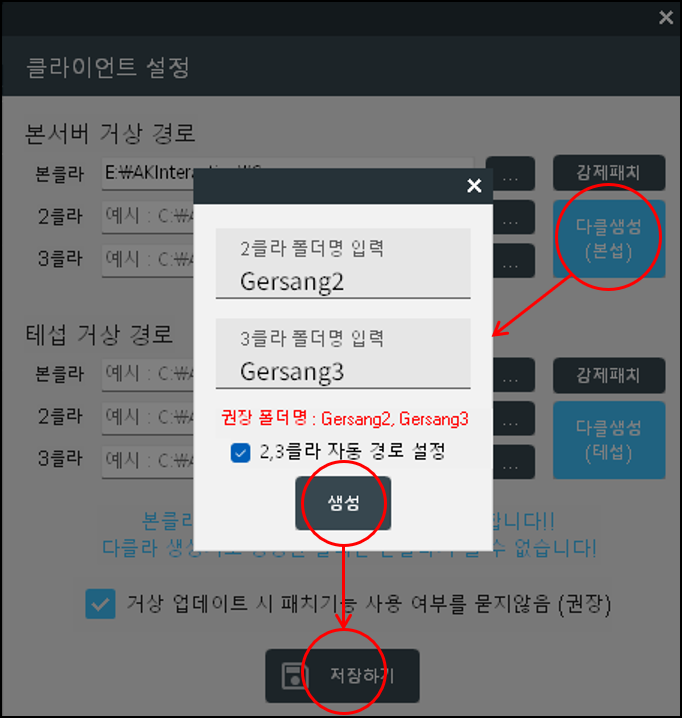 클라이언트 설정
본서버 거상 경로
본클라 E:\AKInteractive ... 강제패치
2클라 예시 : C:\A ... 다클생성
3클라 예시 : C:\A ... (본섭)
2클라 폴더명 입력
Gersang2
3클라 폴더명 입력
Gersang3
권장 폴더명 : Gersang2, Gersang3
2,3클라 자동 경로 설정
생성
테섭 거상 경로
본클라 예시 : C:\A ... 강제패치
2클라 예시 : C:\A ... 다클생성
3클라 예시 : C:\A ... (테섭)
본클라 합니다!!
다클라 수 없습니다!
거상 업데이트 시 패치기능 사용 여부를 묻지않음 (권장)
저장하기